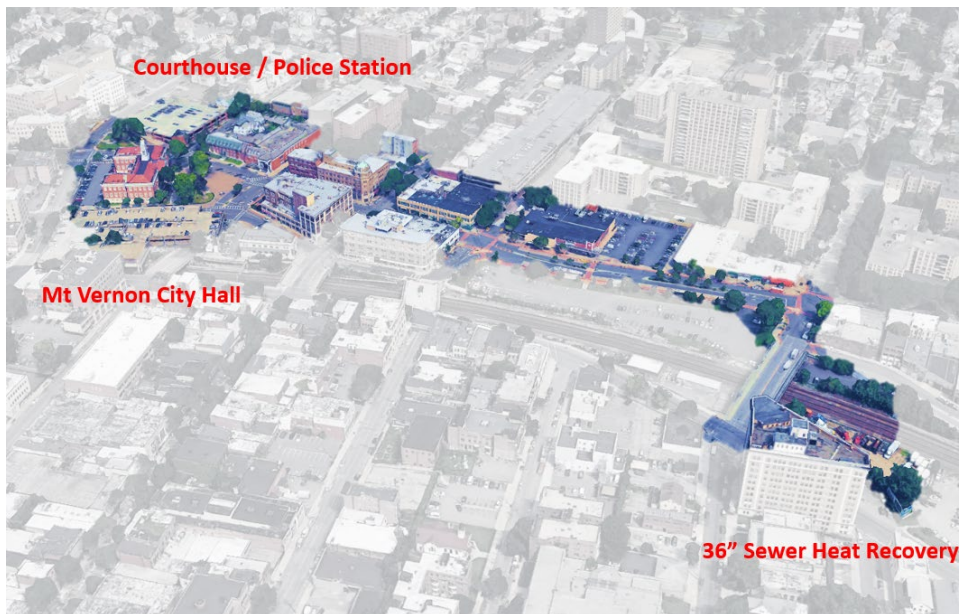 Courthouse / Police Station
Mt Vernon City Hall
36” Sewer Heat Recovery